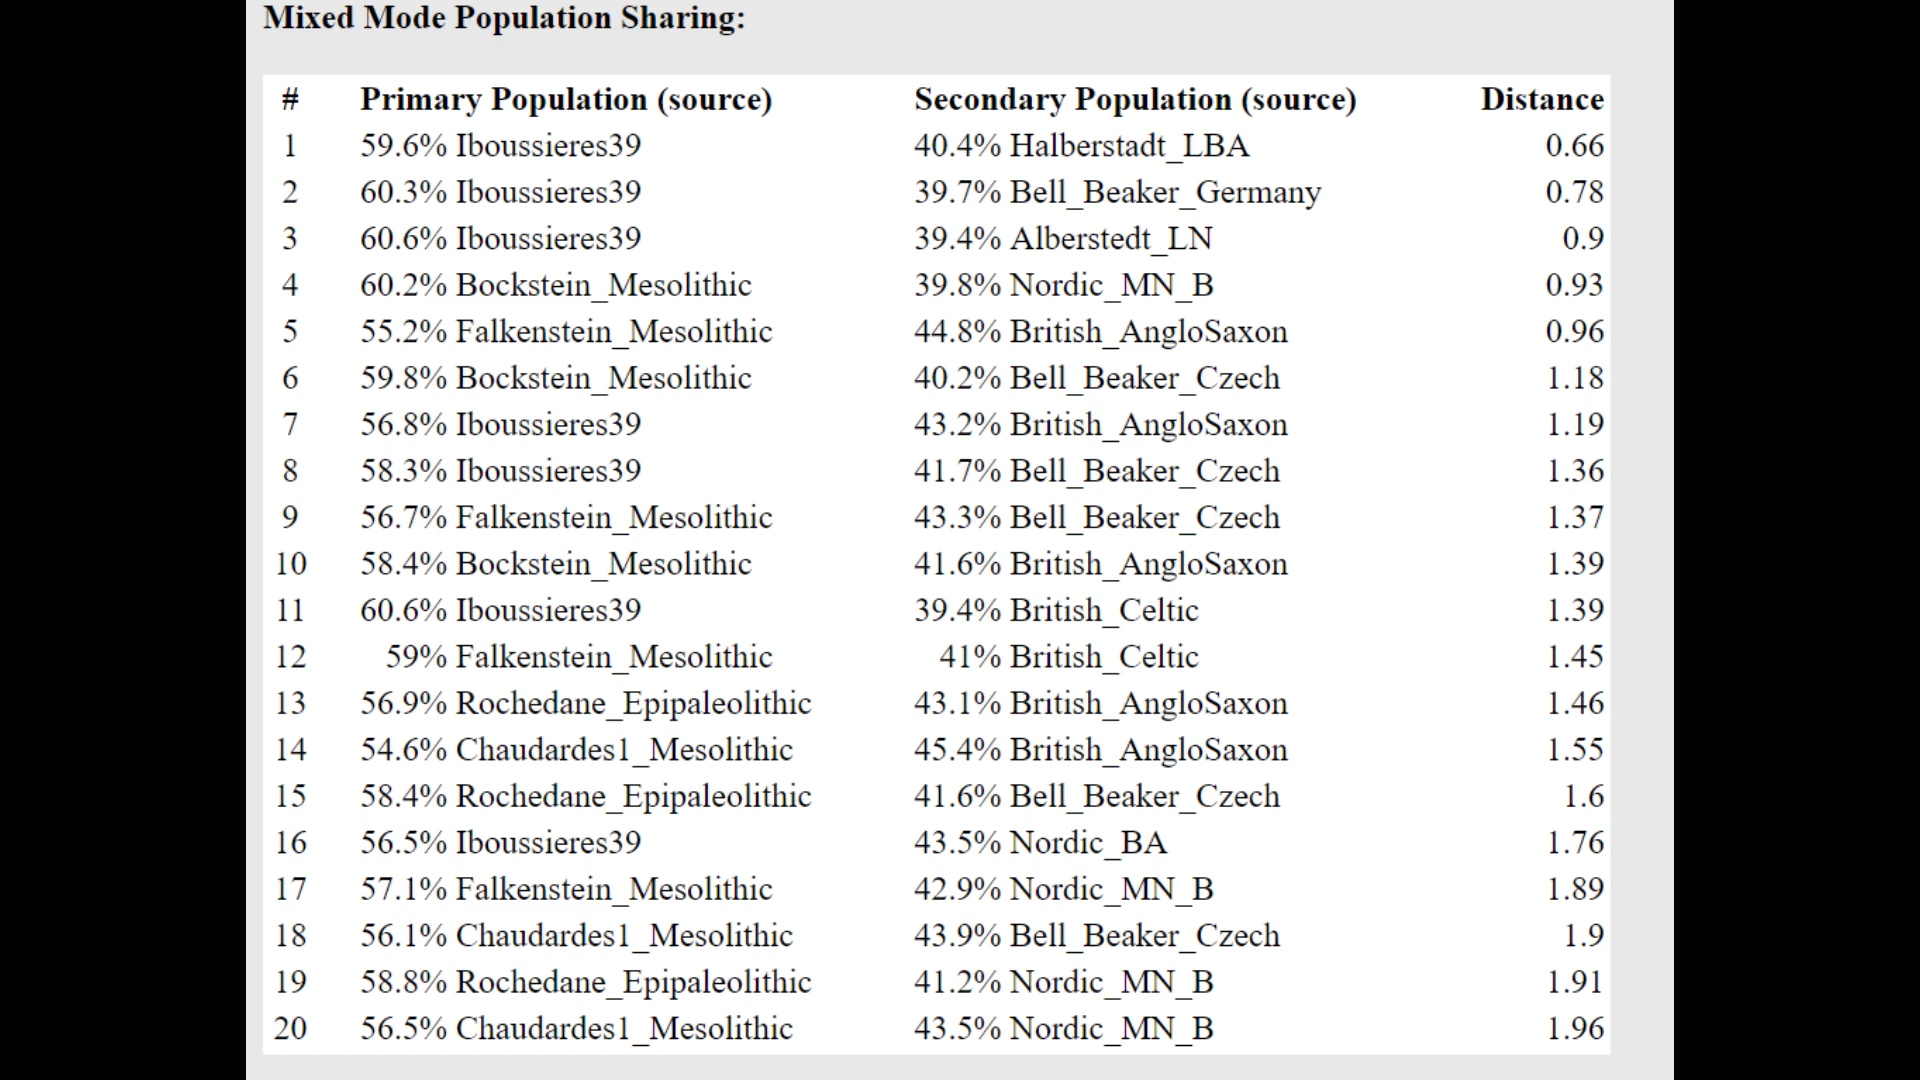 Mixed Mode Population Sharing:
# Primary Population (source) Secondary Population (source) Distance
1 59.6% Iboussieres39 40.4% Halberstadt_LBA 0.66
2 60.3% Iboussieres39 39.7% Bell_Beaker_Germany 0.78
3 60.6% Iboussieres39 39.4% Alberstedt_LN 0.9
4 60.2% Bockstein_Mesolithic 39.8% Nordic_MN_B 0.93
5 55.2% Falkenstein_Mesolithic 44.8% British_AngloSaxon 0.96
6 59.8% Bockstein_Mesolithic 40.2% Bell_Beaker_Czech 1.18
7 56.8% Iboussieres39 43.2% British_AngloSaxon 1.19
8 58.3% Iboussieres39 41.7% Bell_Beaker_Czech 1.36
9 56.7% Falkenstein_Mesolithic 43.3% Bell_Beaker_Czech 1.37
10 58.4% Bockstein_Mesolithic 41.6% British_AngloSaxon 1.39
11 60.6% Iboussieres39 39.4% British_Celtic 1.39
12 59% Falkenstein_Mesolithic 41% British_Celtic 1.45
13 56.9% Rochedane_Epipaleolithic 43.1% British_AngloSaxon 1.46
14 54.6% Chaudardes1_Mesolithic 45.4% British_AngloSaxon 1.55
15 58.4% Rochedane_Epipaleolithic 41.6% Bell_Beaker_Czech 1.6
16 56.5% Iboussieres39 43.5% Nordic_BA 1.76
17 57.1% Falkenstein_Mesolithic 42.9% Nordic_MN_B 1.89
18 56.1% Chaudardes1_Mesolithic 43.9% Bell_Beaker_Czech 1.9
19 58.8% Rochedane_Epipaleolithic 41.2% Nordic_MN_B 1.91
20 56.5% Chaudardes1_Mesolithic 43.5% Nordic_MN_B 1.96